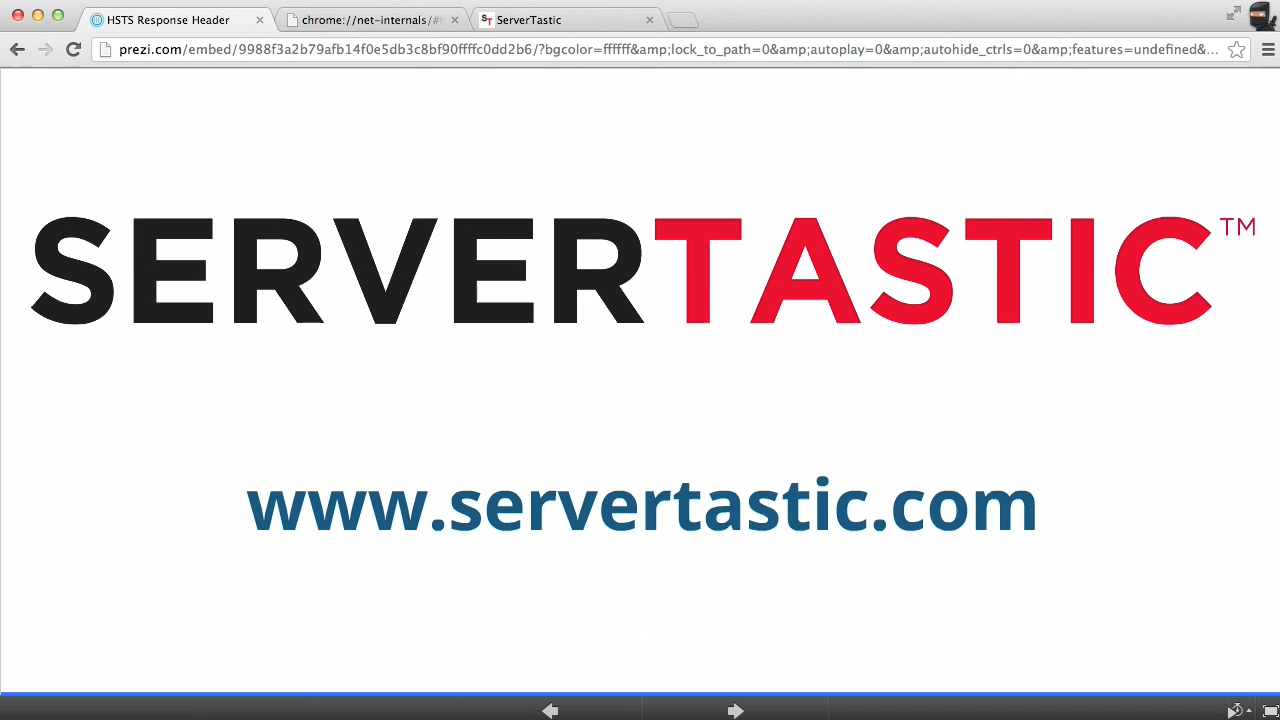 HSTS Response Header
chrome://net-internals/#
ServerTastic
prezi.com/embed/9988f3a2b79afb14f0e5db3c8bf90ffffc0dd2b6/?bgcolor=ffffff&amp;lock_to_path=0&amp;autoplay=0&amp;autohide_ctrls=0&amp;features=undefined&...
SERVERTASTIC™
www.servertastic.com